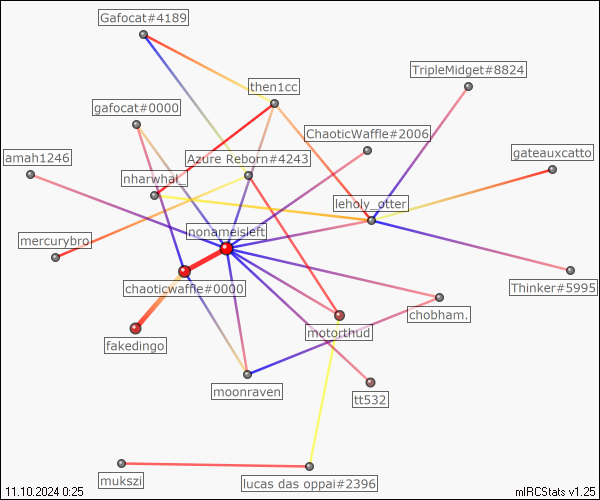 Gafocat#4189
TripleMidget#8824
then1cc
gafocat#0000
ChaoticWaffle#2006
amah1246
Azure Reborn#4243
gateauxcatto
nharwhal_
leholy_otter
nonameisleft
mercurybro
chaoticwaffle#0000
Thinker#5995
chobham.
motorthud
fakedingo
moonraven
tt532
mukszi
lucas das oppai#2396
11.10.2024 0:25
mIRCStats v1.25